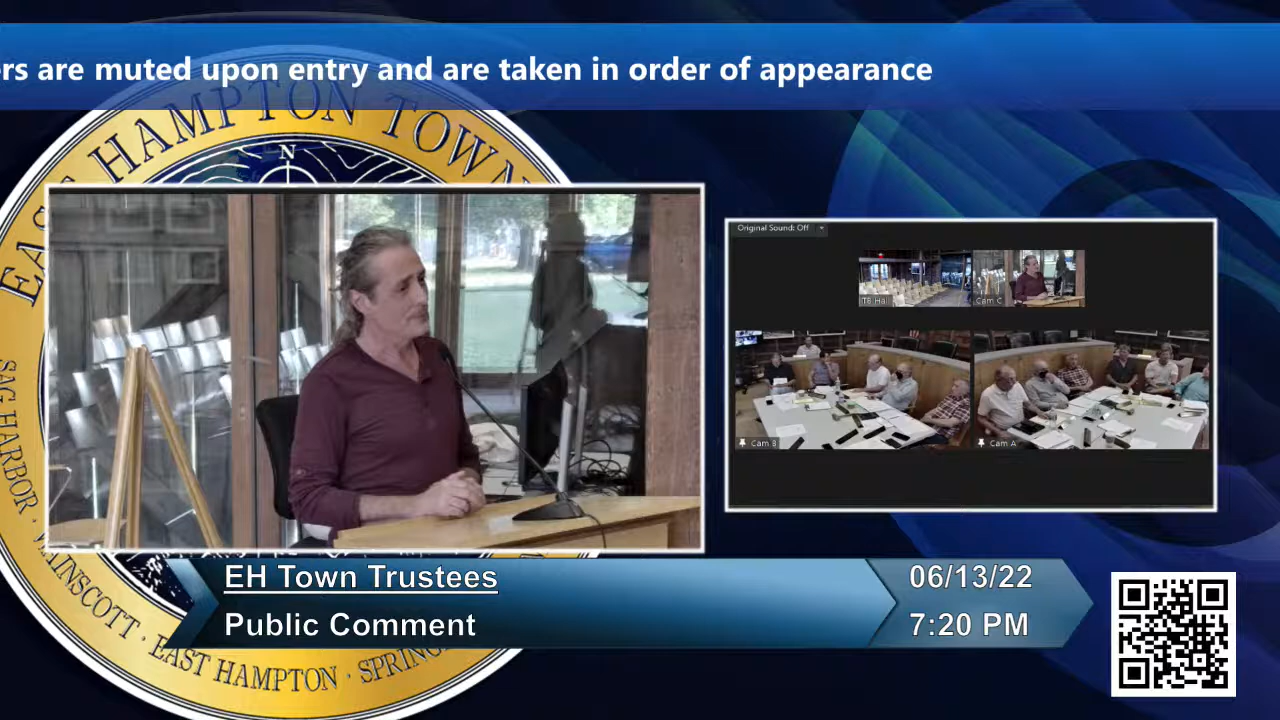 ers are muted upon entry and are taken in order of appearance
EAST HAMPTON TOWN
N
SAG HARBOR · WAINSCOTT · EAST HAMPTON · SPRING
Original Sound: Off
TB Hall
Cam C
Cam B
Cam A
EH Town Trustees
06/13/22
Public Comment
7:20 PM